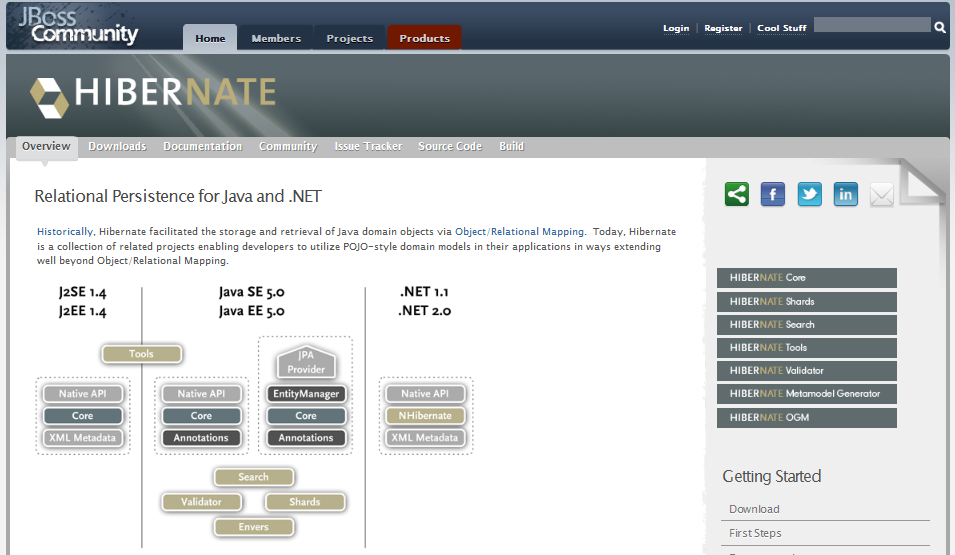 JBoss
Community
Home Members Projects Products
Login Register Cool Stuff
HIBERNATE
Overview Downloads Documentation Community Issue Tracker Source Code Build
Relational Persistence for Java and .NET
Historically, Hibernate facilitated the storage and retrieval of Java domain objects via Object/Relational Mapping. Today, Hibernate
is a collection of related projects enabling developers to utilize POJO-style domain models in their applications in ways extending
well beyond Object/Relational Mapping.
J2SE 1.4 Java SE 5.0 .NET 1.1
J2EE 1.4 Java EE 5.0 .NET 2.0
Tools
JPA
Provider
Native API Native API EntityManager Native API
Core Core Core NHibernate
XML Metadata Annotations Annotations XML Metadata
Search
Validator Shards
Envers
f in
HIBERNATE Core
HIBERNATE Shards
HIBERNATE Search
HIBERNATE Tools
HIBERNATE Validator
HIBERNATE Metamodel Generator
HIBERNATE OGM
Getting Started
Download
First Steps